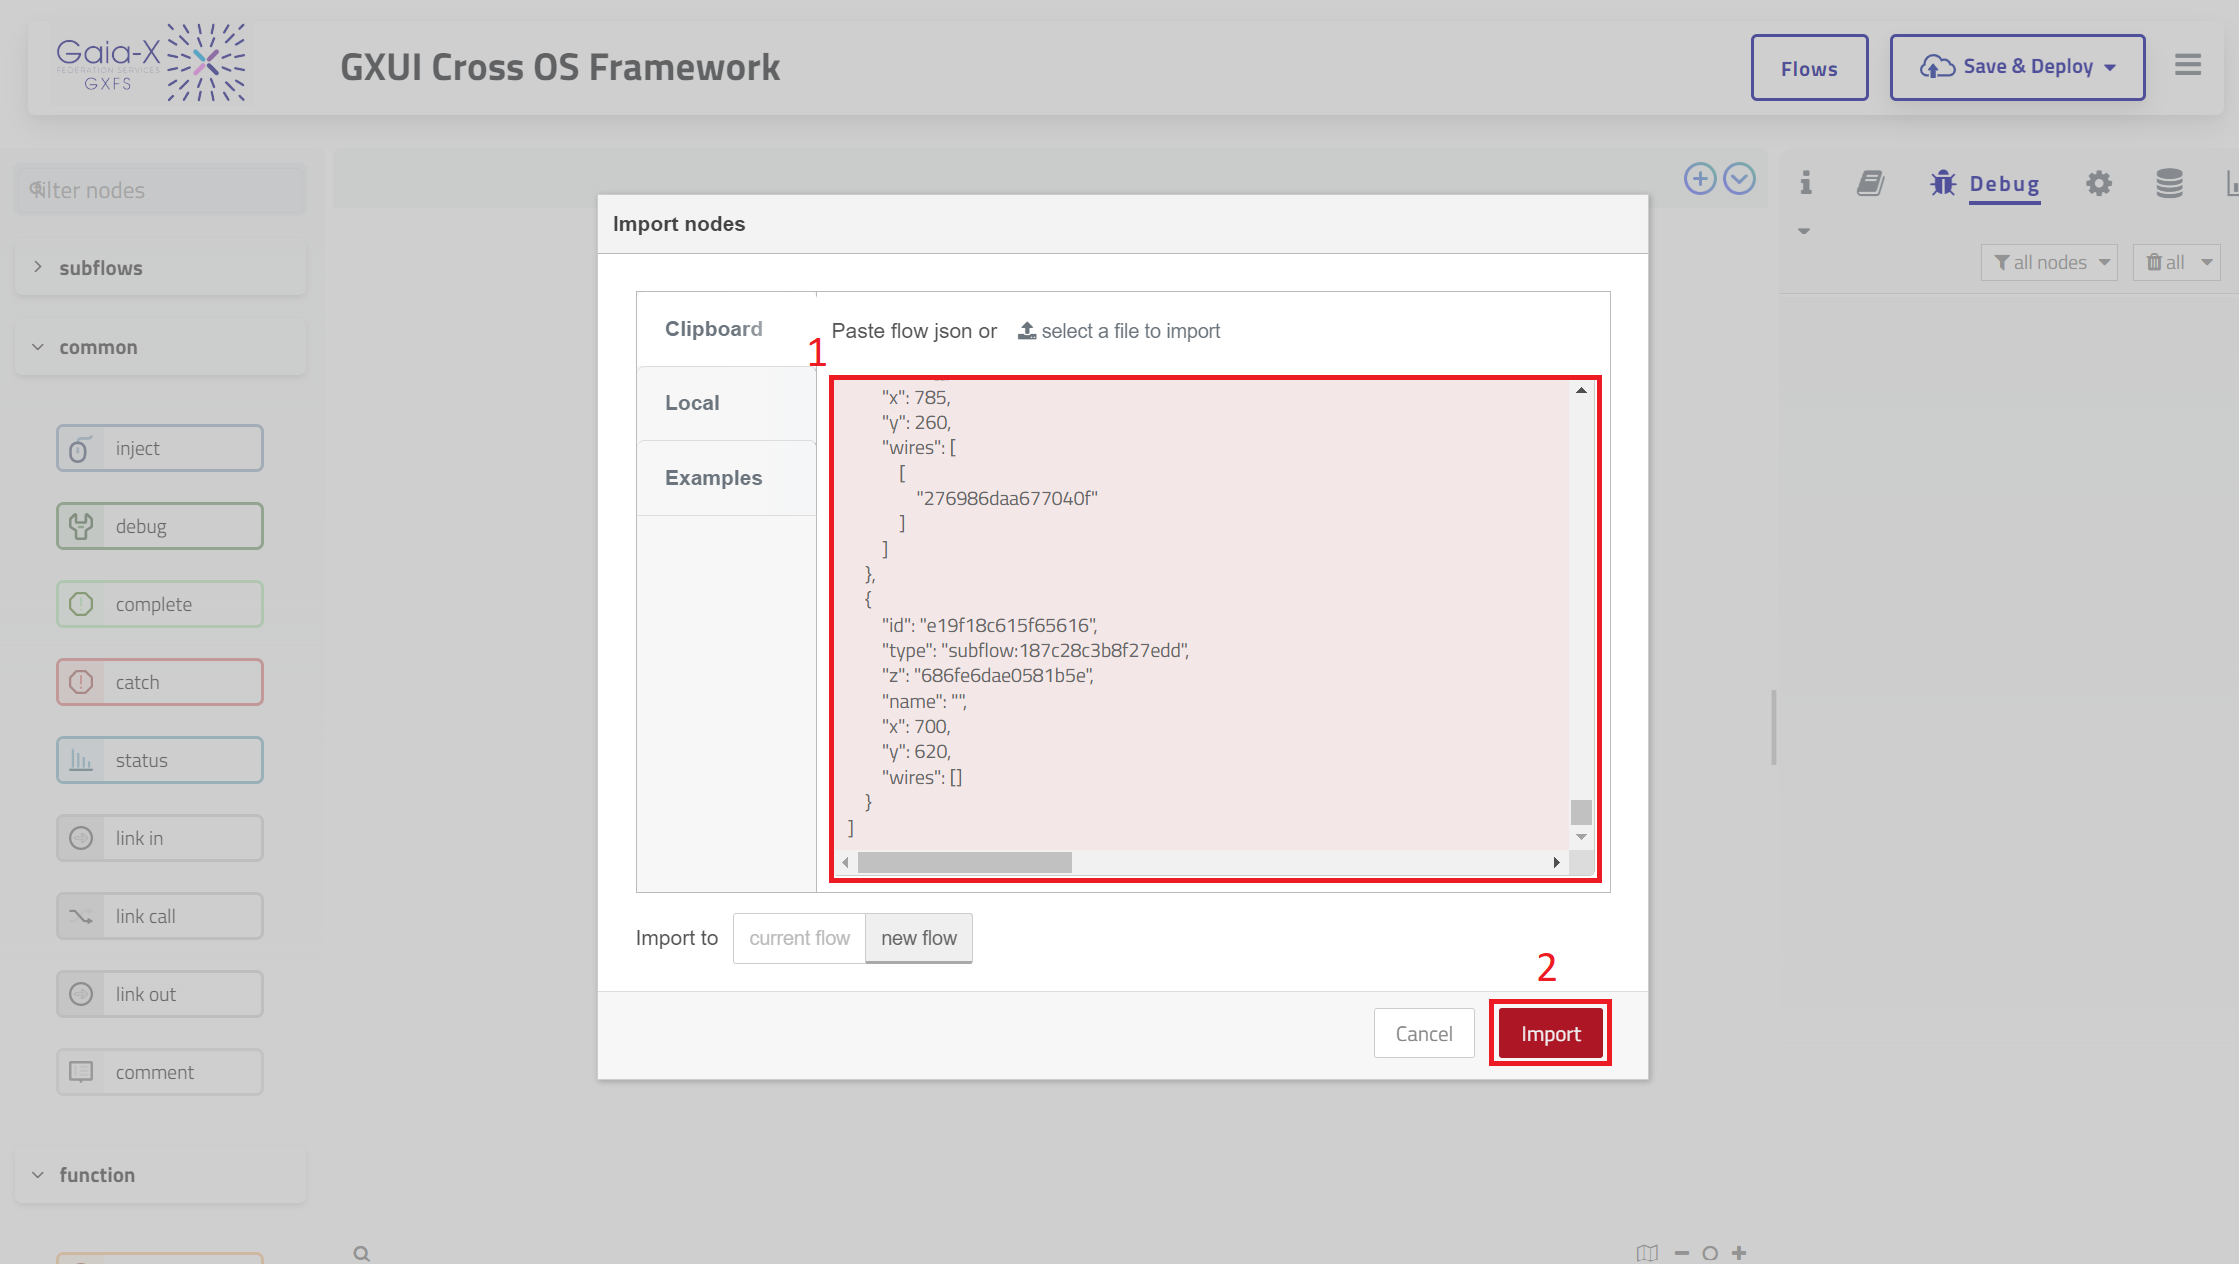 Gaia-X
FEDERATION SERVICES
GXFS
GXUI Cross OS Framework
Flows
Save & Deploy
filter nodes
subflows
common
inject
debug
complete
catch
status
link in
link call
link out
comment
function
Import nodes
Clipboard
Local
Examples
1
Paste flow json or select a file to import
"x": 785,
"y": 260,
"wires": [
[
"276986daa677040f"
]
]
},
{
"id": "e19f18c615f65616",
"type": "subflow:187c28c3b8f27edd",
"z": "686fe6dae0581b5e",
"name": "",
"x": 700,
"y": 620,
"wires": []
}
]
Import to current flow new flow
2
Cancel Import
Debug
all nodes
all